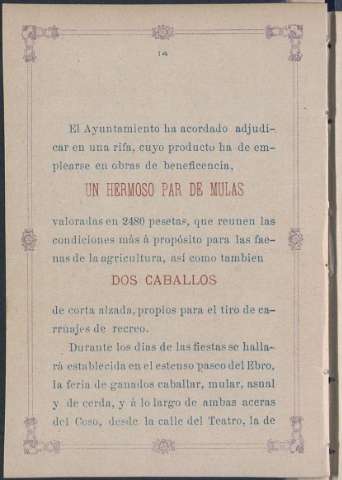 14
El Ayuntamiento ha acordado adjudi-
car en una rifa, cuyo producto ha de em-
plearse en obras de beneficencia,
UN HERMOSO PAR DE MULAS
valoradas en 2480 pesetas, que reunen las
condiciones más á propósito para las fae-
nas de la agricultura, así como tambien
DOS CABALLOS
de corta alzada, propios para el tiro de ca-
rruajes de recreo.
Durante los dias de las fiestas se halla-
rá establecida en el estenso paseo del Ebro,
la feria de ganados caballar, mular, asnal
y de cerda, y á lo largo de ambas aceras
del Coso, desde la calle del Teatro, la de